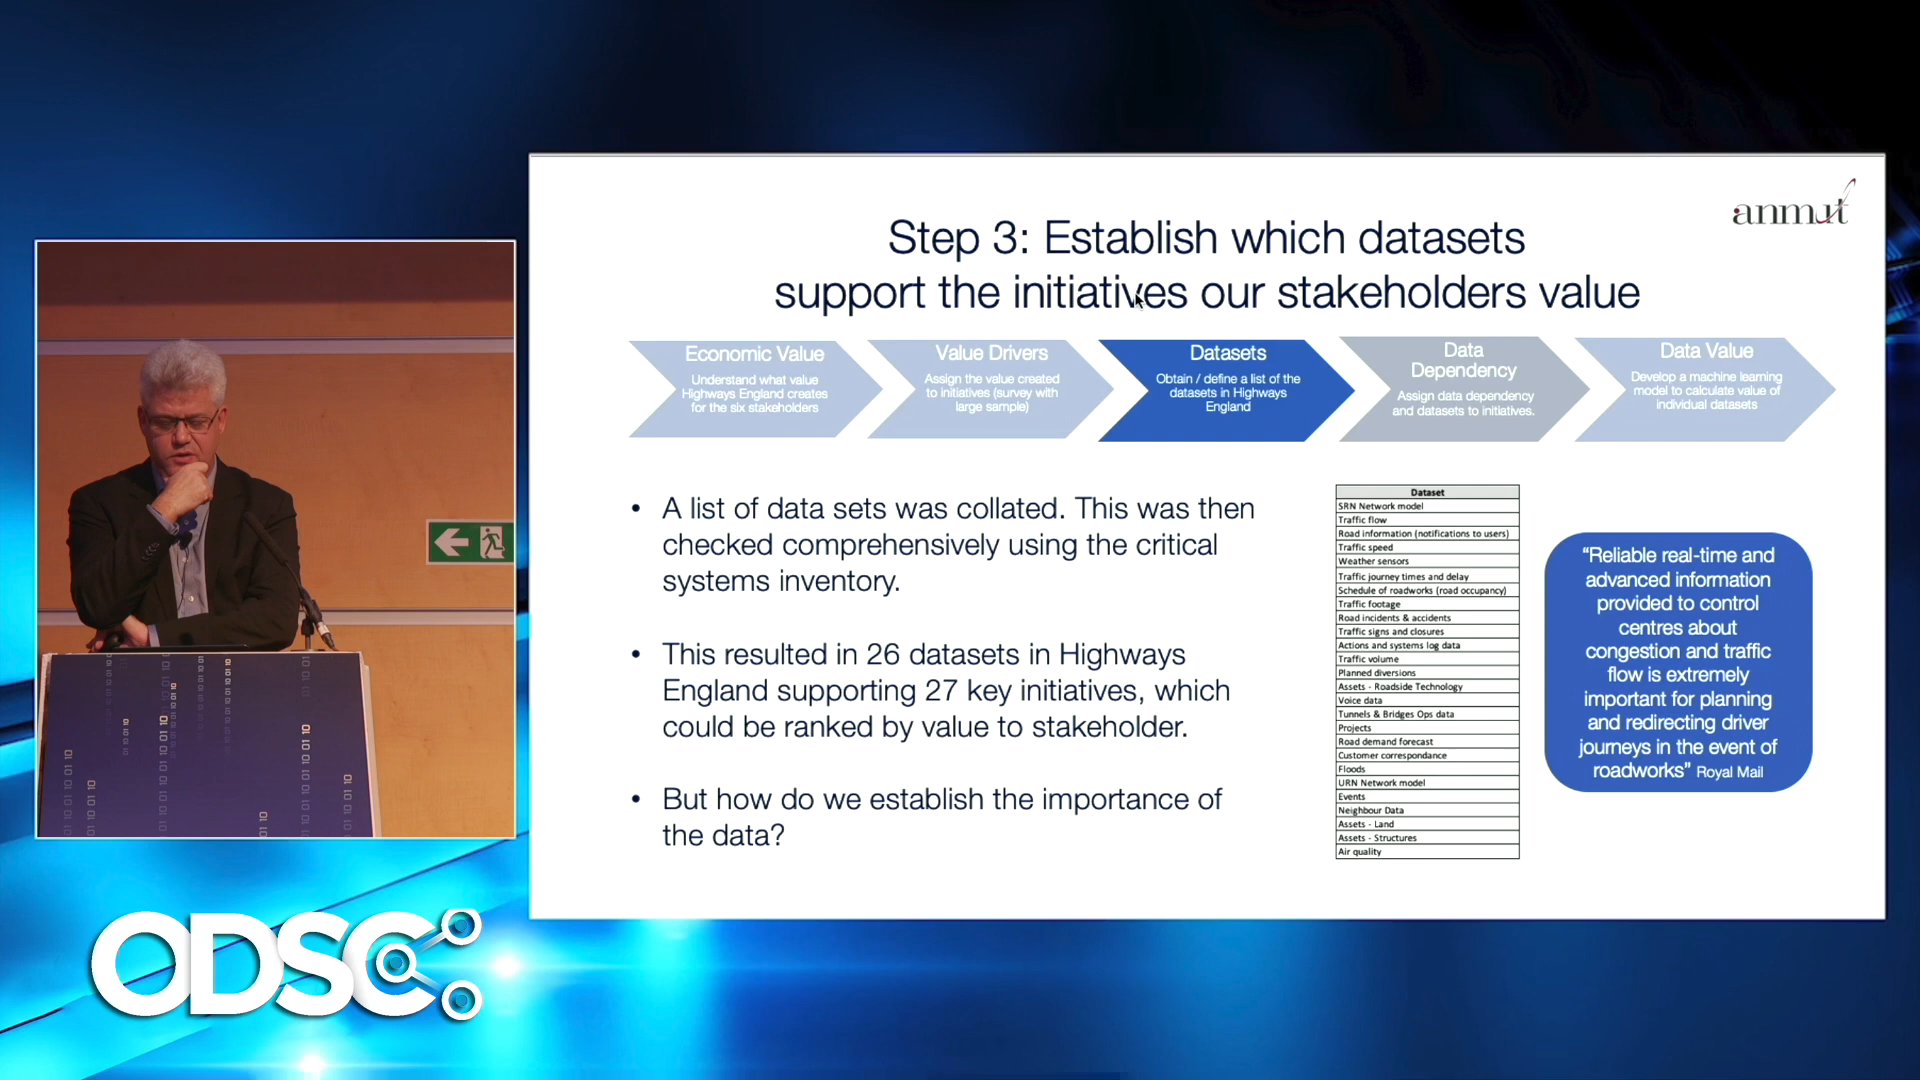 anmut
Step 3: Establish which datasets
support the initiatives our stakeholders value
Economic Value
Understand what value
Highways England creates
for the six stakeholders
Value Drivers
Assign the value created
to initiatives (survey with
large sample)
Datasets
Obtain / define a list of the
datasets in Highways
England
Data
Dependency
Assign data dependency
and datasets to initiatives.
Data Value
Develop a machine learning
model to calculate value of
individual datasets
• A list of data sets was collated. This was then
checked comprehensively using the critical
systems inventory.
• This resulted in 26 datasets in Highways
England supporting 27 key initiatives, which
could be ranked by value to stakeholder.
• But how do we establish the importance of
the data?
Dataset
SRN Network model
Traffic flow
Road information (notifications to users)
Traffic speed
Weather sensors
Traffic journey times and delay
Schedule of roadworks (road occupancy)
Traffic footage
Road incidents & accidents
Traffic signs and closures
Actions and systems log data
Traffic volume
Planned diversions
Assets - Roadside Technology
Voice data
Tunnels & Bridges Ops data
Projects
Road demand forecast
Customer correspondance
Floods
URN Network model
Events
Neighbour Data
Assets - Land
Assets - Structures
Air quality
“Reliable real-time and
advanced information
provided to control
centres about
congestion and traffic
flow is extremely
important for planning
and redirecting driver
journeys in the event of
roadworks” Royal Mail
ODSC